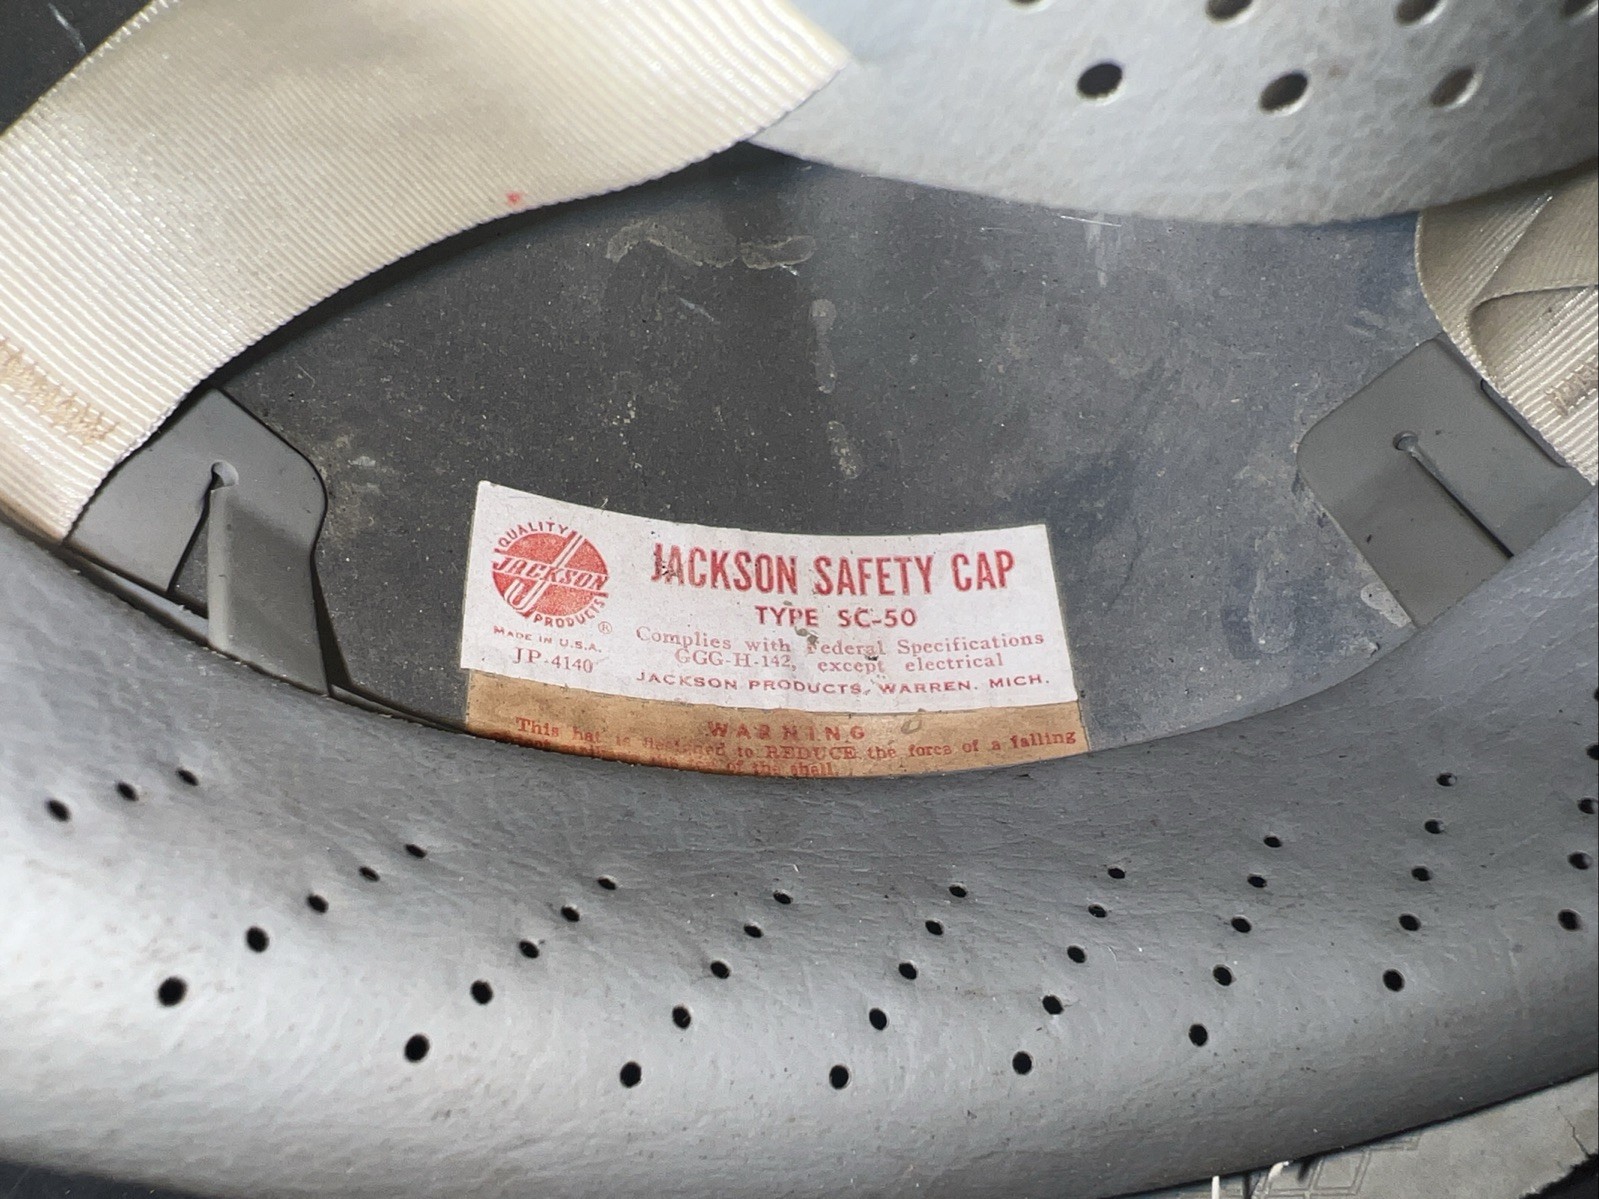 QUALITY
JACKSON
PRODUCTS ®
MADE IN U.S.A.
JP-4140
JACKSON SAFETY CAP
TYPE SC-50
Complies with Federal Specifications
GGG-H-142, except electrical
JACKSON PRODUCTS, WARREN, MICH.
WARNING
This hat is designed to REDUCE the force of a falling
of the shell.